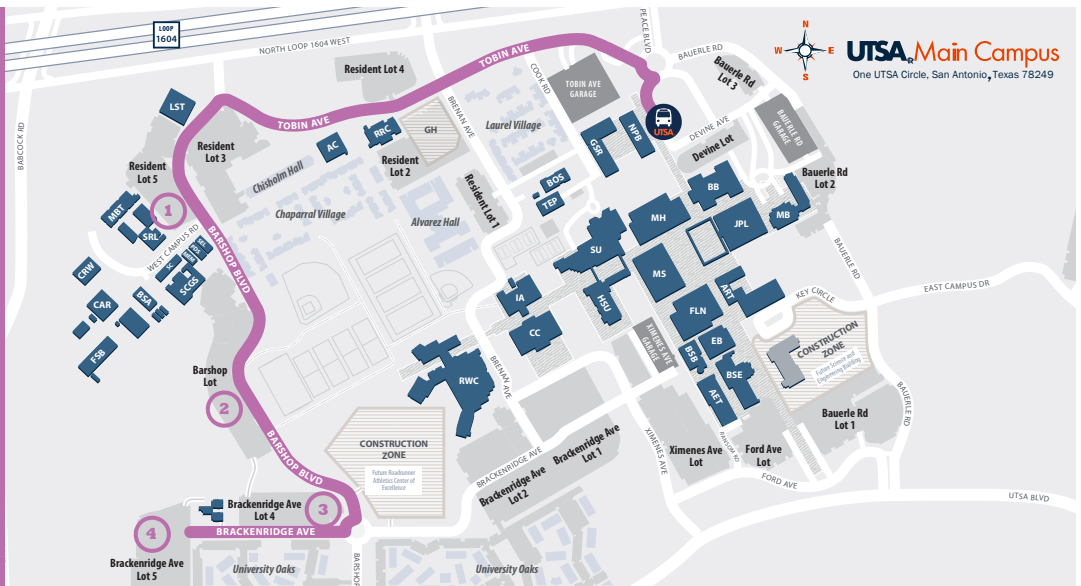 LOOP
1604
NORTH LOOP 1604 WEST
PEACE BLVD
BAUERLE RD
N
W
E
S
UTSA® Main Campus
One UTSA Circle, San Antonio, Texas 78249
BABCOCK RD
LST
TOBIN AVE
TOBIN AVE
Resident Lot 4
COOK RD
TOBIN AVE
GARAGE
Bauerle Rd
Lot 3
BAUERLE RD
GARAGE
UTSA
NPB
GSR
DEVINE AVE
Devine Lot
Bauerle Rd
Lot 2
Resident
Lot 3
AC
RRC
GH
BRENAN AVE
Laurel Village
Resident
Lot 2
Resident
Lot 5
Chisholm Hall
Chaparral Village
Alvarez Hall
Resident
Lot 1
BOS
TEP
BB
MH
JPL
MB
MBT
1
SRL
WEST CAMPUS RD
SEL
PDS
SC
SCGS
BARSHOP BLVD
CRW
CAR
BSA
FSB
SU
MS
IA
HSU
CC
FLN
ART
KEY CIRCLE
BAUERLE RD
EAST CAMPUS DR
XIMENES AVE
GARAGE
BSB
EB
BSE
AET
CONSTRUCTION
ZONE
Future Science and
Engineering Building
Barshop
Lot
2
RWC
BRENAN AVE
BARSHOP BLVD
CONSTRUCTION
ZONE
Future Roadrunner
Athletics Center of
Excellence
BRACKENRIDGE AVE
Brackenridge Ave
Lot 1
Brackenridge Ave
Lot 2
XIMENES AVE
Ximenes Ave
Lot
RANSOM RD
Ford Ave
Lot
FORD AVE
Bauerle Rd
Lot 1
BAUERLE RD
UTSA BLVD
Brackenridge Ave
Lot 4
3
4
BRACKENRIDGE AVE
Brackenridge Ave
Lot 5
University Oaks
BARSHOP
University Oaks